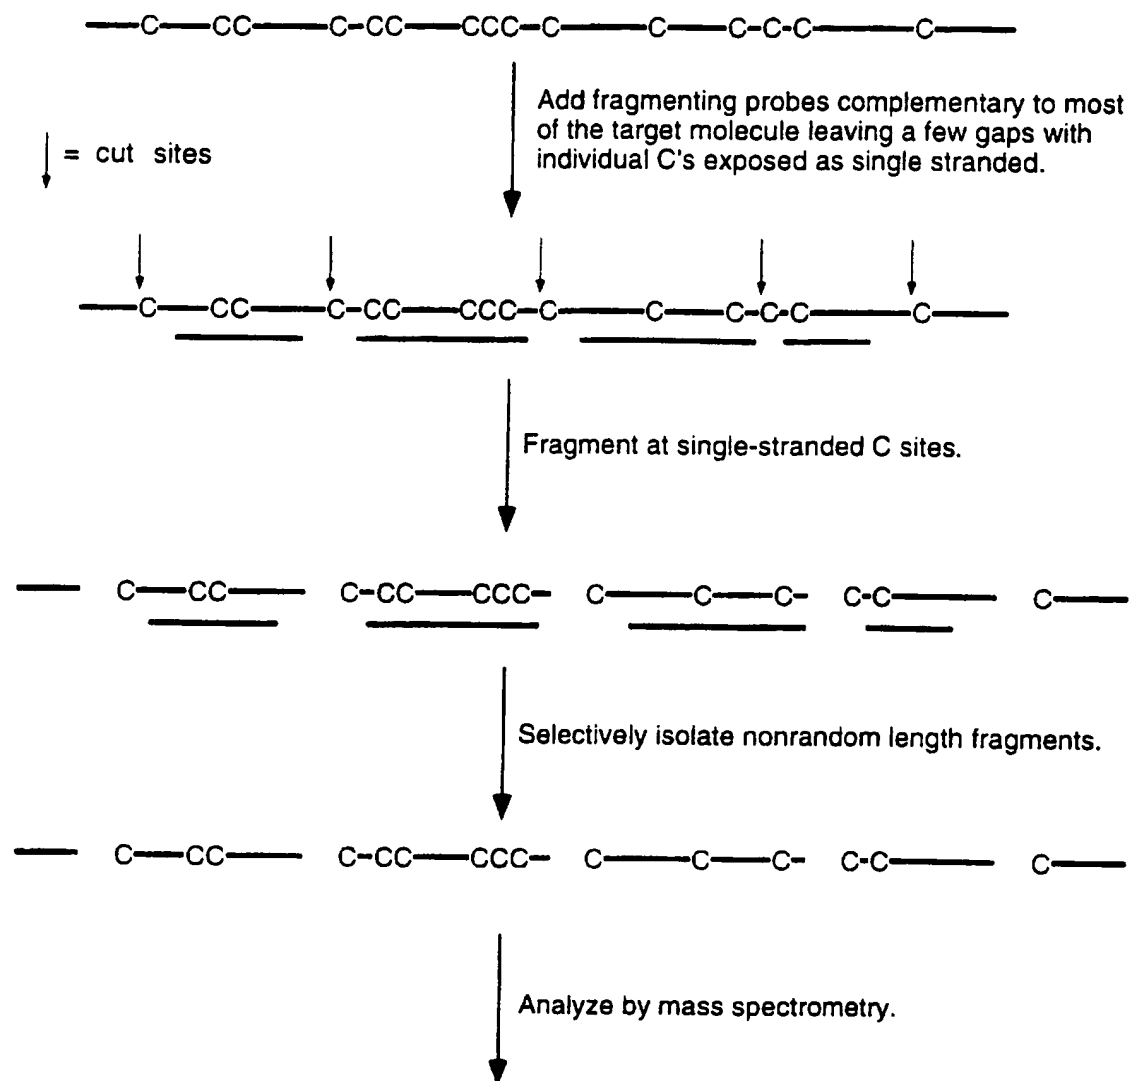 C CC C-CC CCC-C C C-C-C C
Add fragmenting probes complementary to most
of the target molecule leaving a few gaps with
individual C's exposed as single stranded.
= cut sites
C CC C-CC CCC-C C C-C-C C
Fragment at single-stranded C sites.
C CC C-CC CCC- C C C- C-C C
Selectively isolate nonrandom length fragments.
C CC C-CC CCC- C C C- C-C C
Analyze by mass spectrometry.